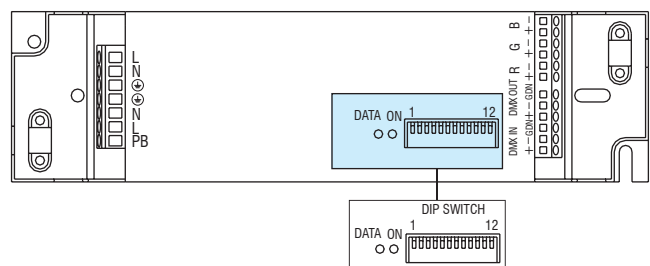 L
N
N
L
PB
DATA ON 1 12
B - +
G - +
R - +
DMX OUT - GDN +
DMX IN - GDN +
DIP SWITCH
DATA ON 1 12